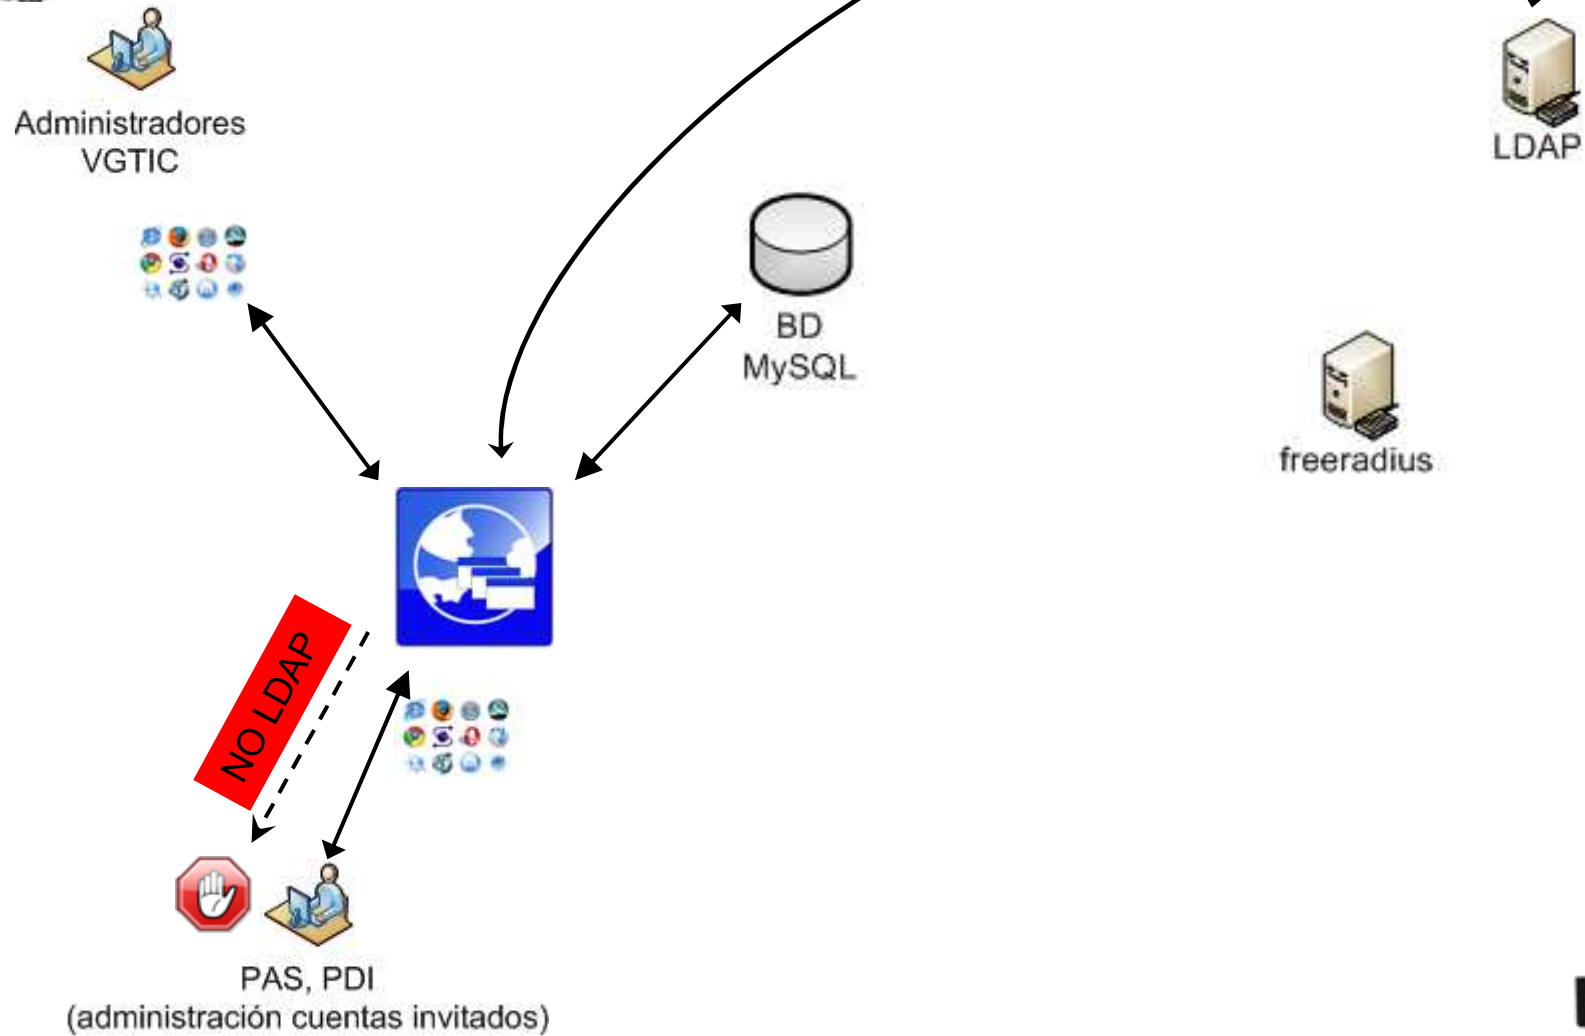 Administradores
VGTIC
LDAP
BD
MySQL
freeradius
NO LDAP
PAS, PDI
(administración cuentas invitados)